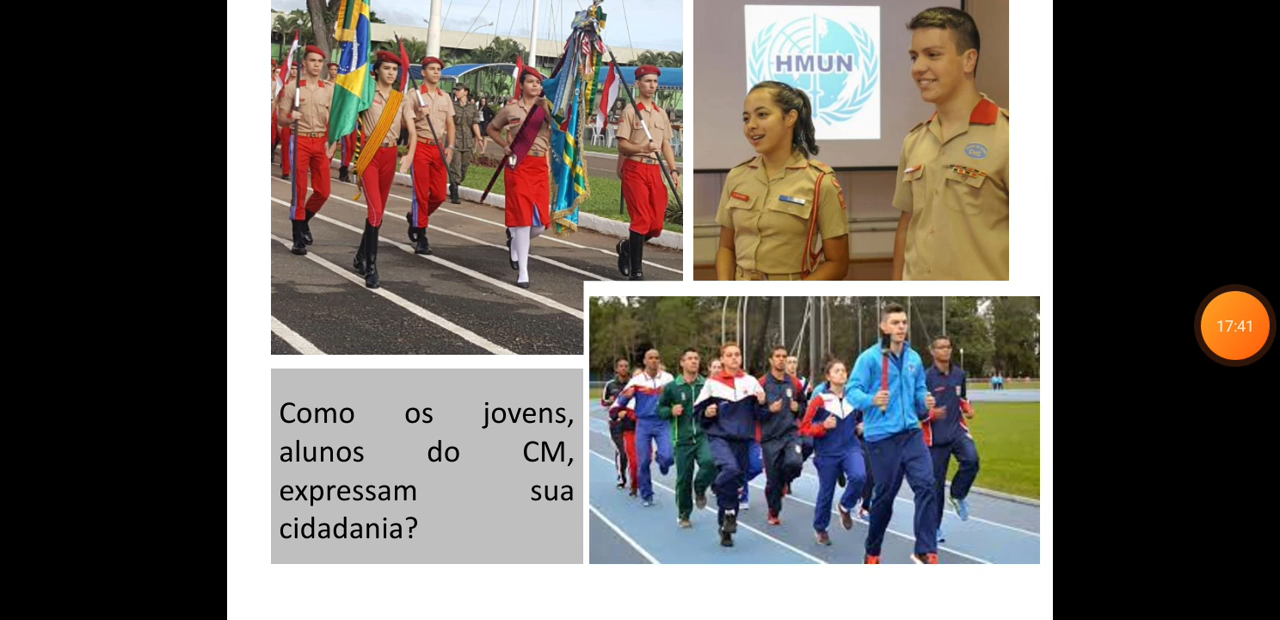 HMUN
Como os jovens,
alunos do CM,
expressam sua
cidadania?
17:41